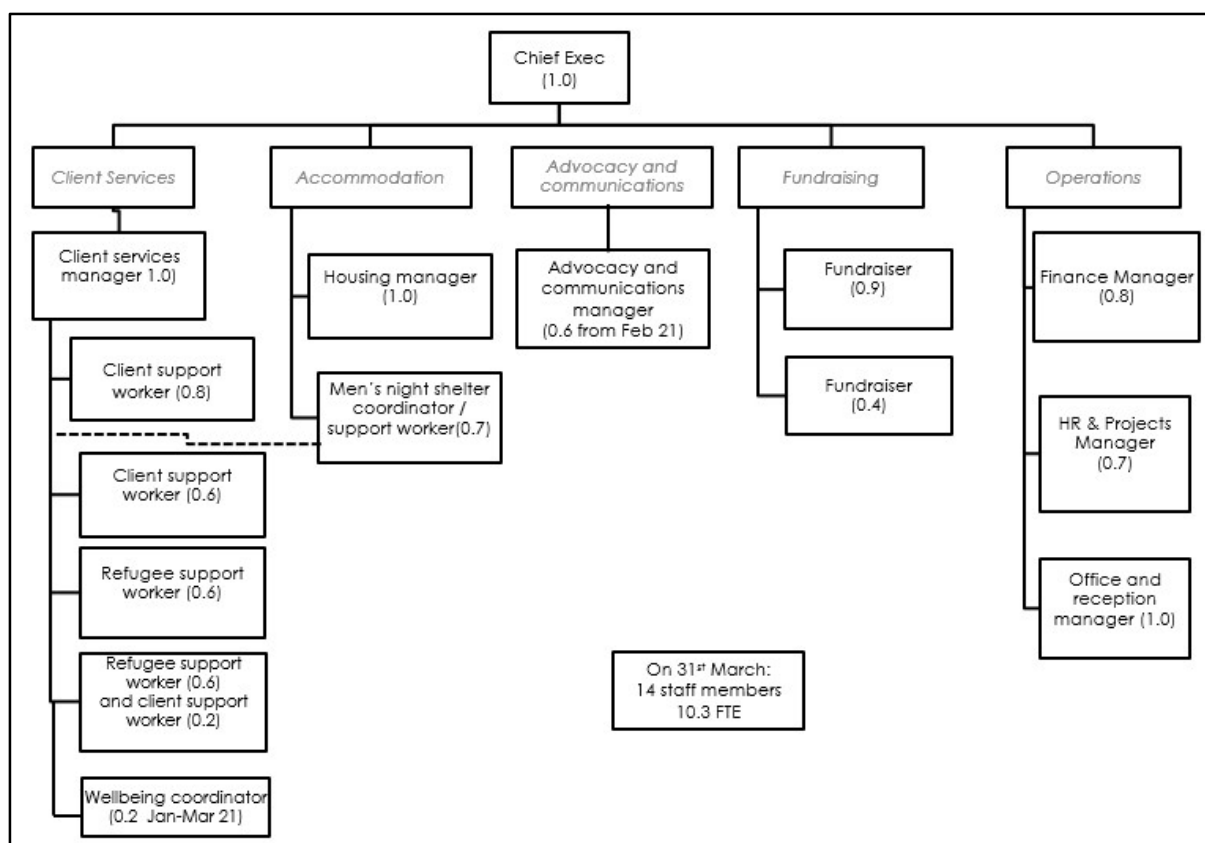 Chief Exec
(1.0)
Client Services
Accommodation
Advocacy and
communications
Fundraising
Operations
Client services
manager 1.0)
Client support
worker (0.8)
Client support
worker (0.6)
Refugee support
worker (0.6)
Refugee support
worker (0.6)
and client support
worker (0.2)
Wellbeing coordinator
(0.2 Jan-Mar 21)
Housing manager
(1.0)
Men's night shelter
coordinator /
support worker(0.7)
Advocacy and
communications
manager
(0.6 from Feb 21)
Fundraiser
(0.9)
Fundraiser
(0.4)
Finance Manager
(0.8)
HR & Projects
Manager
(0.7)
Office and
reception
manager (1.0)
On 31st March:
14 staff members
10.3 FTE